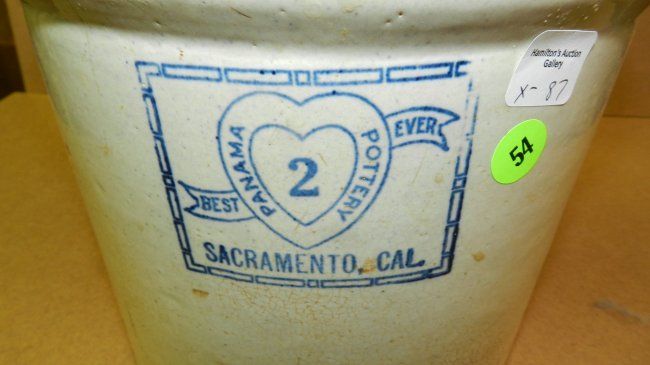 Hamilton's Auction
Gallery
X-87
54
PANAMA POTTERY
2
BEST EVER
SACRAMENTO, CAL.